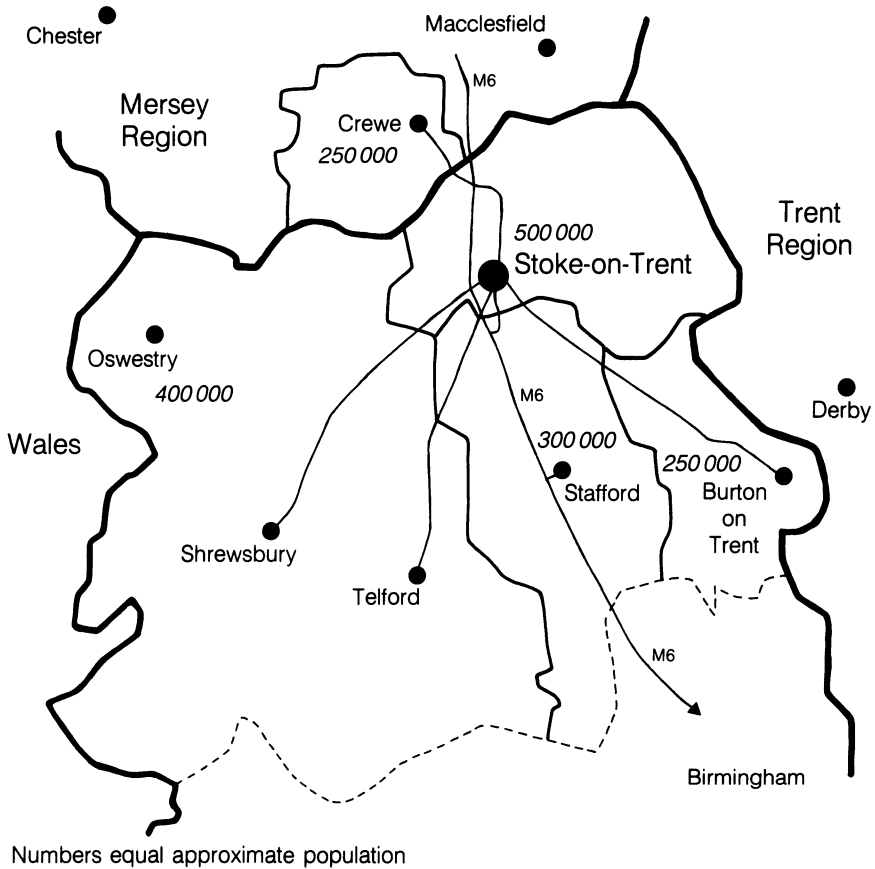 Macclesfield
Chester
M6
Mersey
Region
Crewe
250 000
Trent
Region
500 000
Stoke-on-Trent
Oswestry
400 000
M6
Derby
Wales
300 000
250 000
Stafford
Burton
on
Trent
Shrewsbury
Telford
M6
Birmingham
Numbers equal approximate population